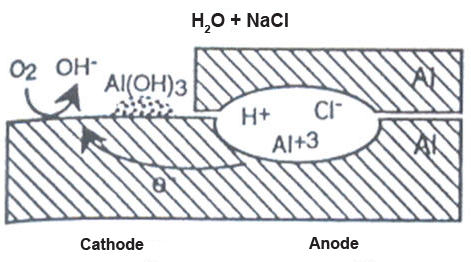 H₂O + NaCl
O2 OH-
Al(OH)3
Al
H+ Cl-
Al+3
Al
e-
Cathode Anode